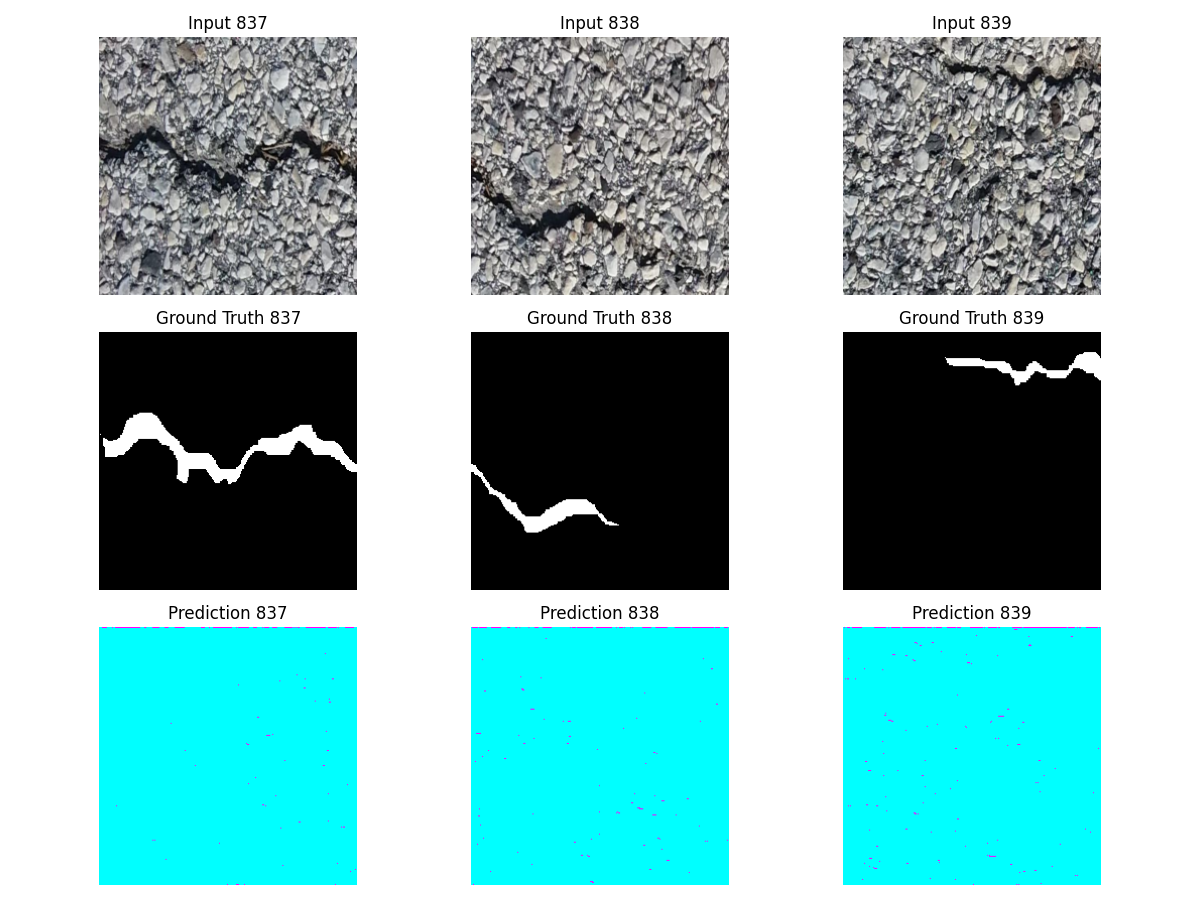 Input 837
Input 838
Input 839
Ground Truth 837
Ground Truth 838
Ground Truth 839
Prediction 837
Prediction 838
Prediction 839